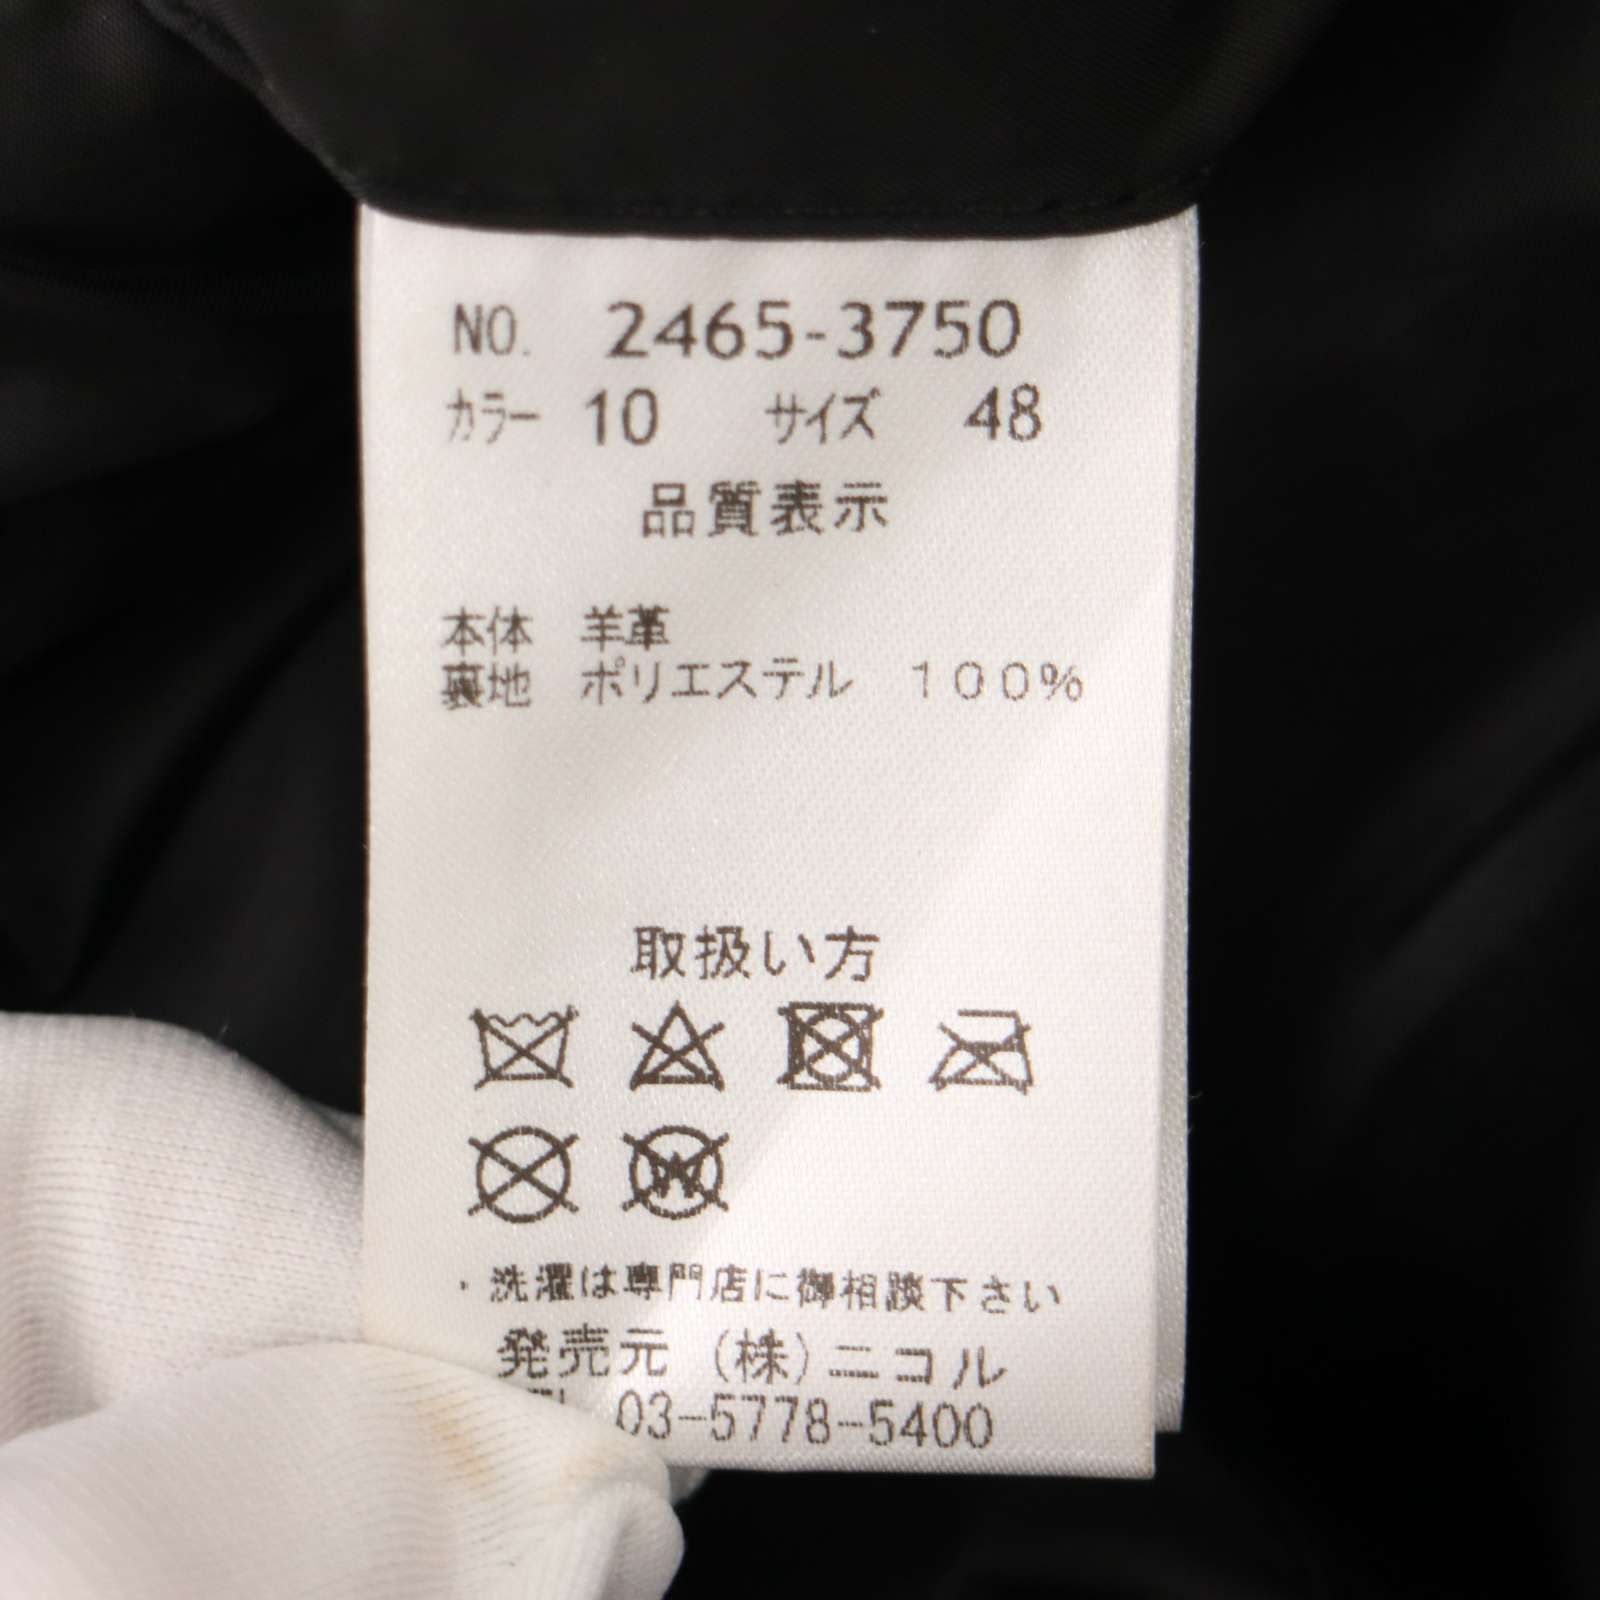 NO. 2465-3750
カラー 10 サイズ 48
品質表示
本体 羊革
裏地 ポリエステル 100%
取扱い方
W
・洗濯は専門店に御相談下さい
発売元 (株)ニコル
03-5778-5400